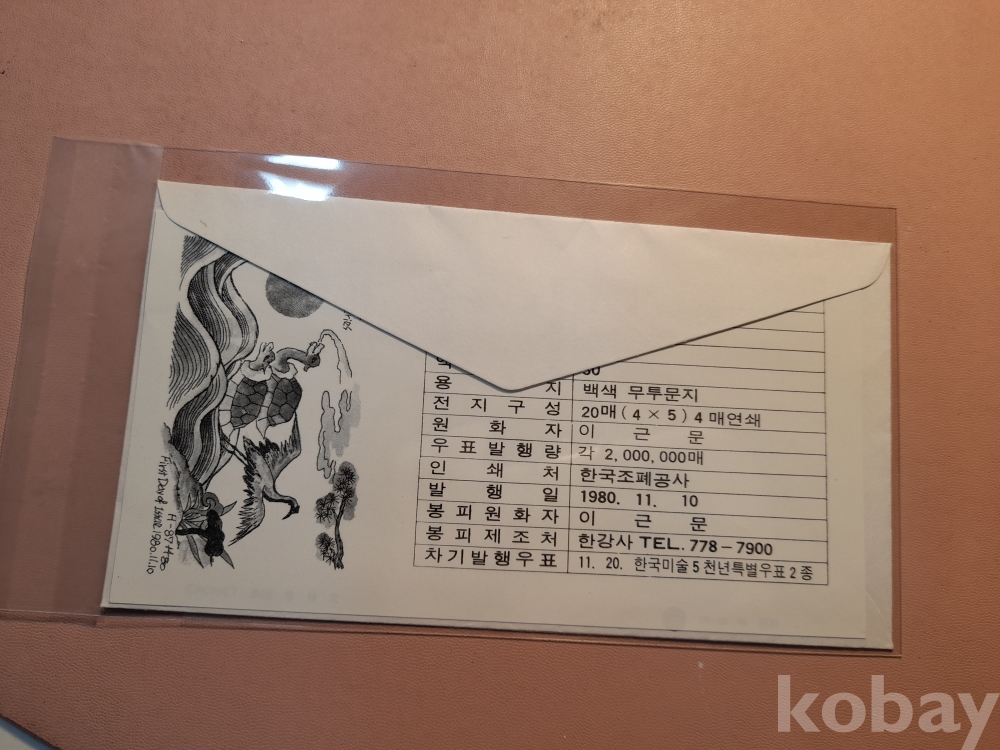 용 지 백색 무투문지
전 지 구 성 20매 (4 × 5) 4 매연쇄
원 화 자 이 근 문
우 표 발 행 량 각 2,000,000매
인 쇄 처 한국조폐공사
발 행 일 1980. 11. 10
봉 피 원 화 자 이 근 문
봉 피 제 조 처 한강사 TEL. 778-7900
차 기 발 행 우 표 11. 20. 한국미술 5 천년특별우표 2 종
First Day of
Issue 1980.11.10
H-87-H-80
kobay